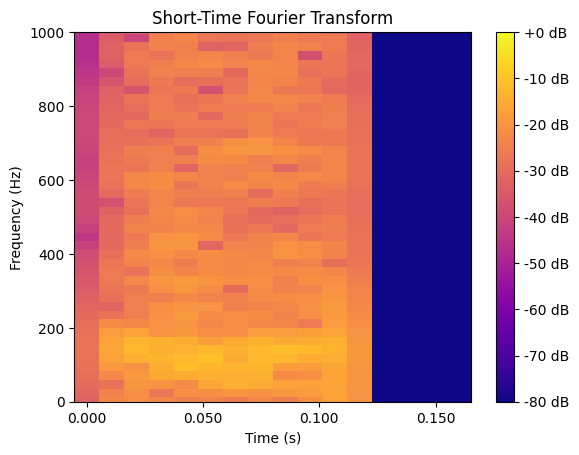 Short-Time Fourier Transform
1000
800
600
400
200
0
Frequency (Hz)
0.000
0.050
0.100
0.150
Time (s)
+0 dB
-10 dB
-20 dB
-30 dB
-40 dB
-50 dB
-60 dB
-70 dB
-80 dB